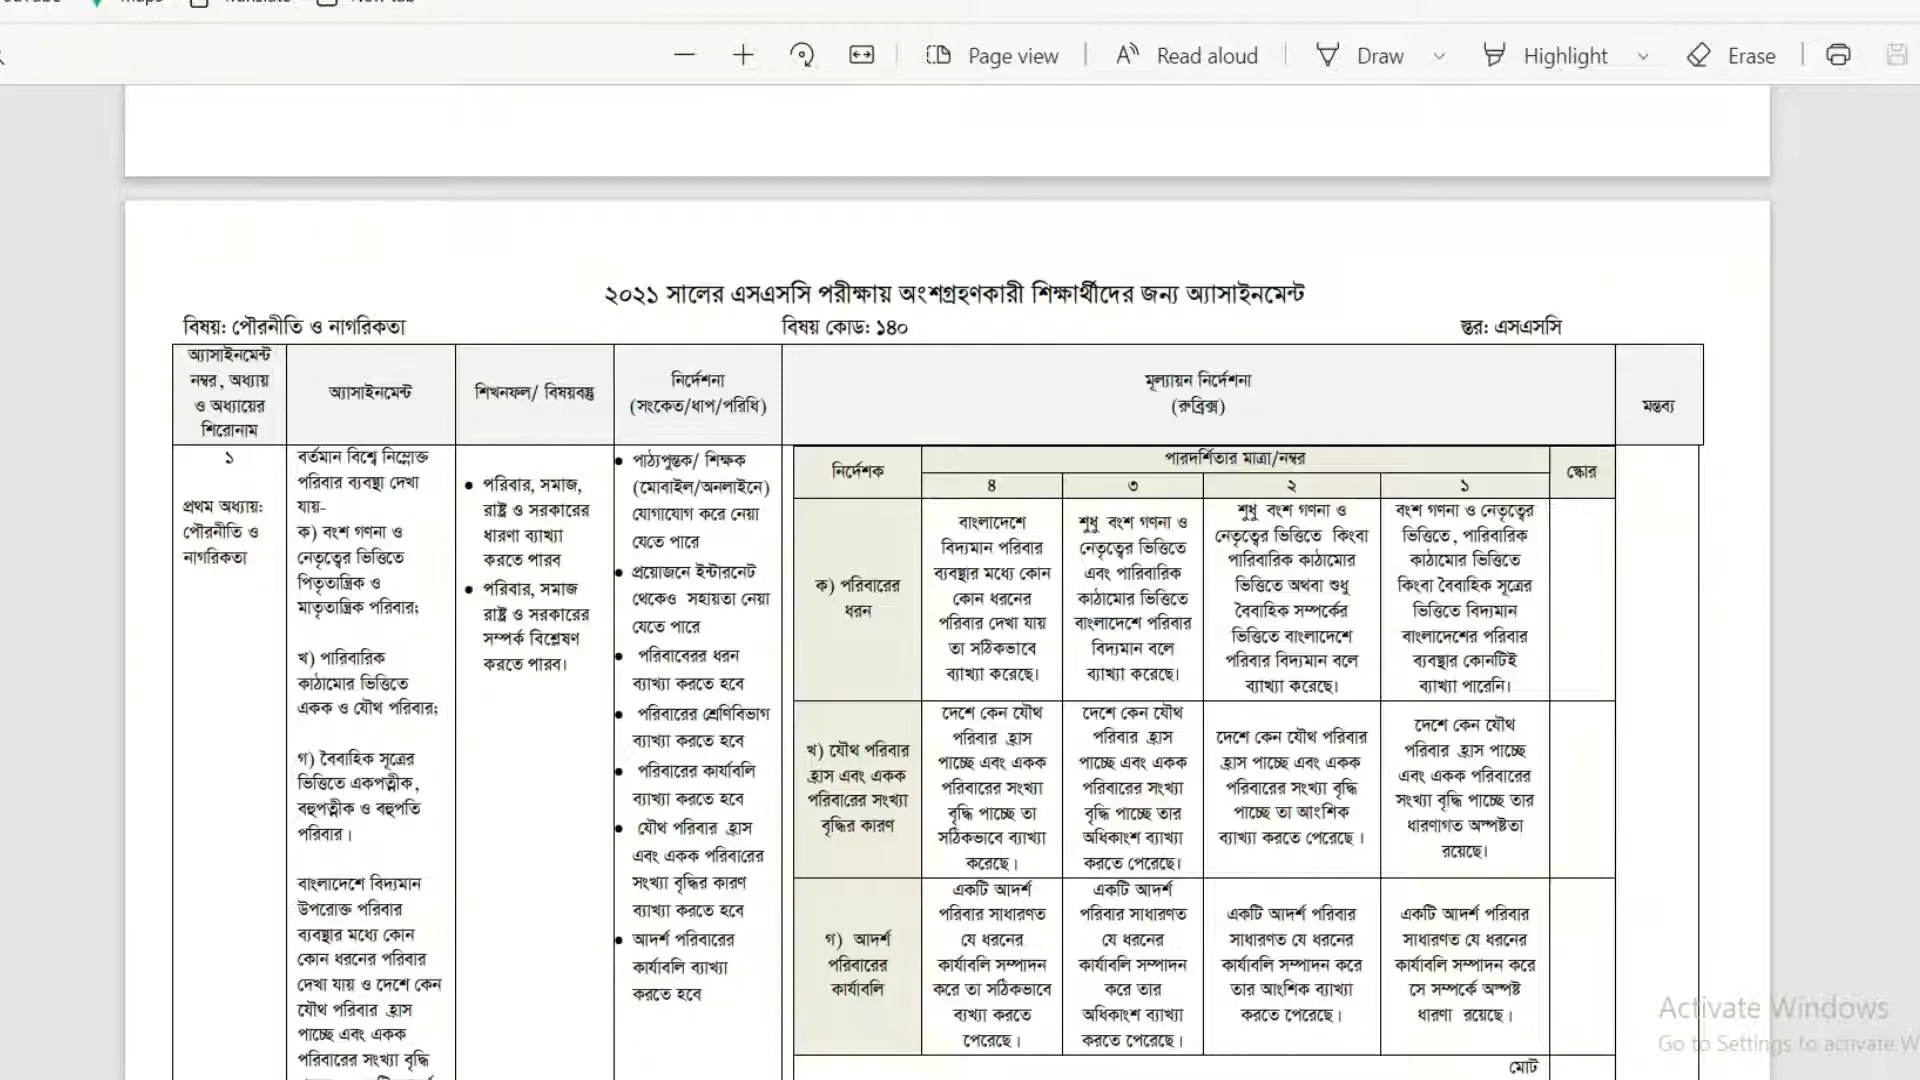 Page view
Read aloud
Draw
Highlight
Erase
২০২১ সালের এসএসসি পরীক্ষায় অংশগ্রহণকারী শিক্ষার্থীদের জন্য অ্যাসাইনমেন্ট
বিষয়: পৌরনীতি ও নাগরিকতা
বিষয় কোড: ১৪০
স্তর: এসএসসি
অ্যাসাইনমেন্ট
নম্বর, অধ্যায়
ও অধ্যায়ের
শিরোনাম
অ্যাসাইনমেন্ট
শিখনফল/ বিষয়বস্তু
নির্দেশনা
(সংকেত/ধাপ/পরিধি)
মূল্যায়ন নির্দেশনা
(রুব্রিক্স)
মন্তব্য
১
প্রথম অধ্যায়:
পৌরনীতি ও
নাগরিকতা
বর্তমান বিশ্বে নিম্নোক্ত
পরিবার ব্যবস্থা দেখা
যায়-
ক) বংশ গণনা ও
নেতৃত্বের ভিত্তিতে
পিতৃতান্ত্রিক ও
মাতৃতান্ত্রিক পরিবার;
খ) পারিবারিক
কাঠামোর ভিত্তিতে
একক ও যৌথ পরিবার;
গ) বৈবাহিক সূত্রের
ভিত্তিতে একপত্নীক,
বহুপত্নীক ও বহুপতি
পরিবার।
বাংলাদেশে বিদ্যমান
উপরোক্ত পরিবার
ব্যবস্থার মধ্যে কোন
কোন ধরনের পরিবার
দেখা যায় ও দেশে কেন
যৌথ পরিবার হ্রাস
পাচ্ছে এবং একক
পরিবারের সংখ্যা বৃদ্ধি
• পরিবার, সমাজ,
রাষ্ট্র ও সরকারের
ধারণা ব্যাখ্যা
করতে পারব
• পরিবার, সমাজ
রাষ্ট্র ও সরকারের
সম্পর্ক বিশ্লেষণ
করতে পারব।
• পাঠ্যপুস্তক/ শিক্ষক
(মোবাইল/অনলাইনে)
যোগাযোগ করে নেয়া
যেতে পারে
• প্রয়োজনে ইন্টারনেট
থেকেও সহায়তা নেয়া
যেতে পারে
• পরিবাবেরর ধরন
ব্যাখ্যা করতে হবে
• পরিবারের শ্রেণিবিভাগ
ব্যাখ্যা করতে হবে
• পরিবারের কার্যাবলি
ব্যাখ্যা করতে হবে
• যৌথ পরিবার হ্রাস
এবং একক পরিবারের
সংখ্যা বৃদ্ধির কারণ
ব্যাখ্যা করতে হবে
• আদর্শ পরিবারের
কার্যাবলি ব্যাখ্যা
করতে হবে
নির্দেশক
পারদর্শিতার মাত্রা/নম্বর
স্কোর
৪
৩
২
১
ক) পরিবারের
ধরন
বাংলাদেশে
বিদ্যমান পরিবার
ব্যবস্থার মধ্যে কোন
কোন ধরনের
পরিবার দেখা যায়
তা সঠিকভাবে
ব্যাখ্যা করেছে।
শুধু বংশ গণনা ও
নেতৃত্বের ভিত্তিতে
এবং পারিবারিক
কাঠামোর ভিত্তিতে
বাংলাদেশে পরিবার
বিদ্যমান বলে
ব্যাখ্যা করেছে।
শুধু বংশ গণনা ও
নেতৃত্বের ভিত্তিতে কিংবা
পারিবারিক কাঠামোর
ভিত্তিতে অথবা শুধু
বৈবাহিক সম্পর্কের
ভিত্তিতে বাংলাদেশে
পরিবার বিদ্যমান বলে
ব্যাখ্যা করেছে।
বংশ গণনা ও নেতৃত্বের
ভিত্তিতে, পারিবারিক
কাঠামোর ভিত্তিতে
কিংবা বৈবাহিক সূত্রের
ভিত্তিতে বিদ্যমান
বাংলাদেশের পরিবার
ব্যবস্থার কোনটিই
ব্যাখ্যা পারেনি।
খ) যৌথ পরিবার
হ্রাস এবং একক
পরিবারের সংখ্যা
বৃদ্ধির কারণ
দেশে কেন যৌথ
পরিবার হ্রাস
পাচ্ছে এবং একক
পরিবারের সংখ্যা
বৃদ্ধি পাচ্ছে তা
সঠিকভাবে ব্যাখ্যা
করেছে।
দেশে কেন যৌথ
পরিবার হ্রাস
পাচ্ছে এবং একক
পরিবারের সংখ্যা
বৃদ্ধি পাচ্ছে তার
অধিকাংশ ব্যাখ্যা
করতে পেরেছে।
দেশে কেন যৌথ পরিবার
হ্রাস পাচ্ছে এবং একক
পরিবারের সংখ্যা বৃদ্ধি
পাচ্ছে তা আংশিক
ব্যাখ্যা করতে পেরেছে।
দেশে কেন যৌথ
পরিবার হ্রাস পাচ্ছে
এবং একক পরিবারের
সংখ্যা বৃদ্ধি পাচ্ছে তার
ধারণাগত অস্পষ্টতা
রয়েছে।
গ) আদর্শ
পরিবারের
কার্যাবলি
একটি আদর্শ
পরিবার সাধারণত
যে ধরনের
কার্যাবলি সম্পাদন
করে তা সঠিকভাবে
ব্যখ্যা করতে
পেরেছে।
একটি আদর্শ
পরিবার সাধারণত
যে ধরনের
কার্যাবলি সম্পাদন
করে তার
অধিকাংশ ব্যাখ্যা
করতে পেরেছে।
একটি আদর্শ পরিবার
সাধারণত যে ধরনের
কার্যাবলি সম্পাদন করে
তার আংশিক ব্যাখ্যা
করতে পেরেছে।
একটি আদর্শ পরিবার
সাধারণত যে ধরনের
কার্যাবলি সম্পাদন করে
সে সম্পর্কে অস্পষ্ট
ধারণা রয়েছে।
মোট
Activate Windows
Go to Settings to activate W